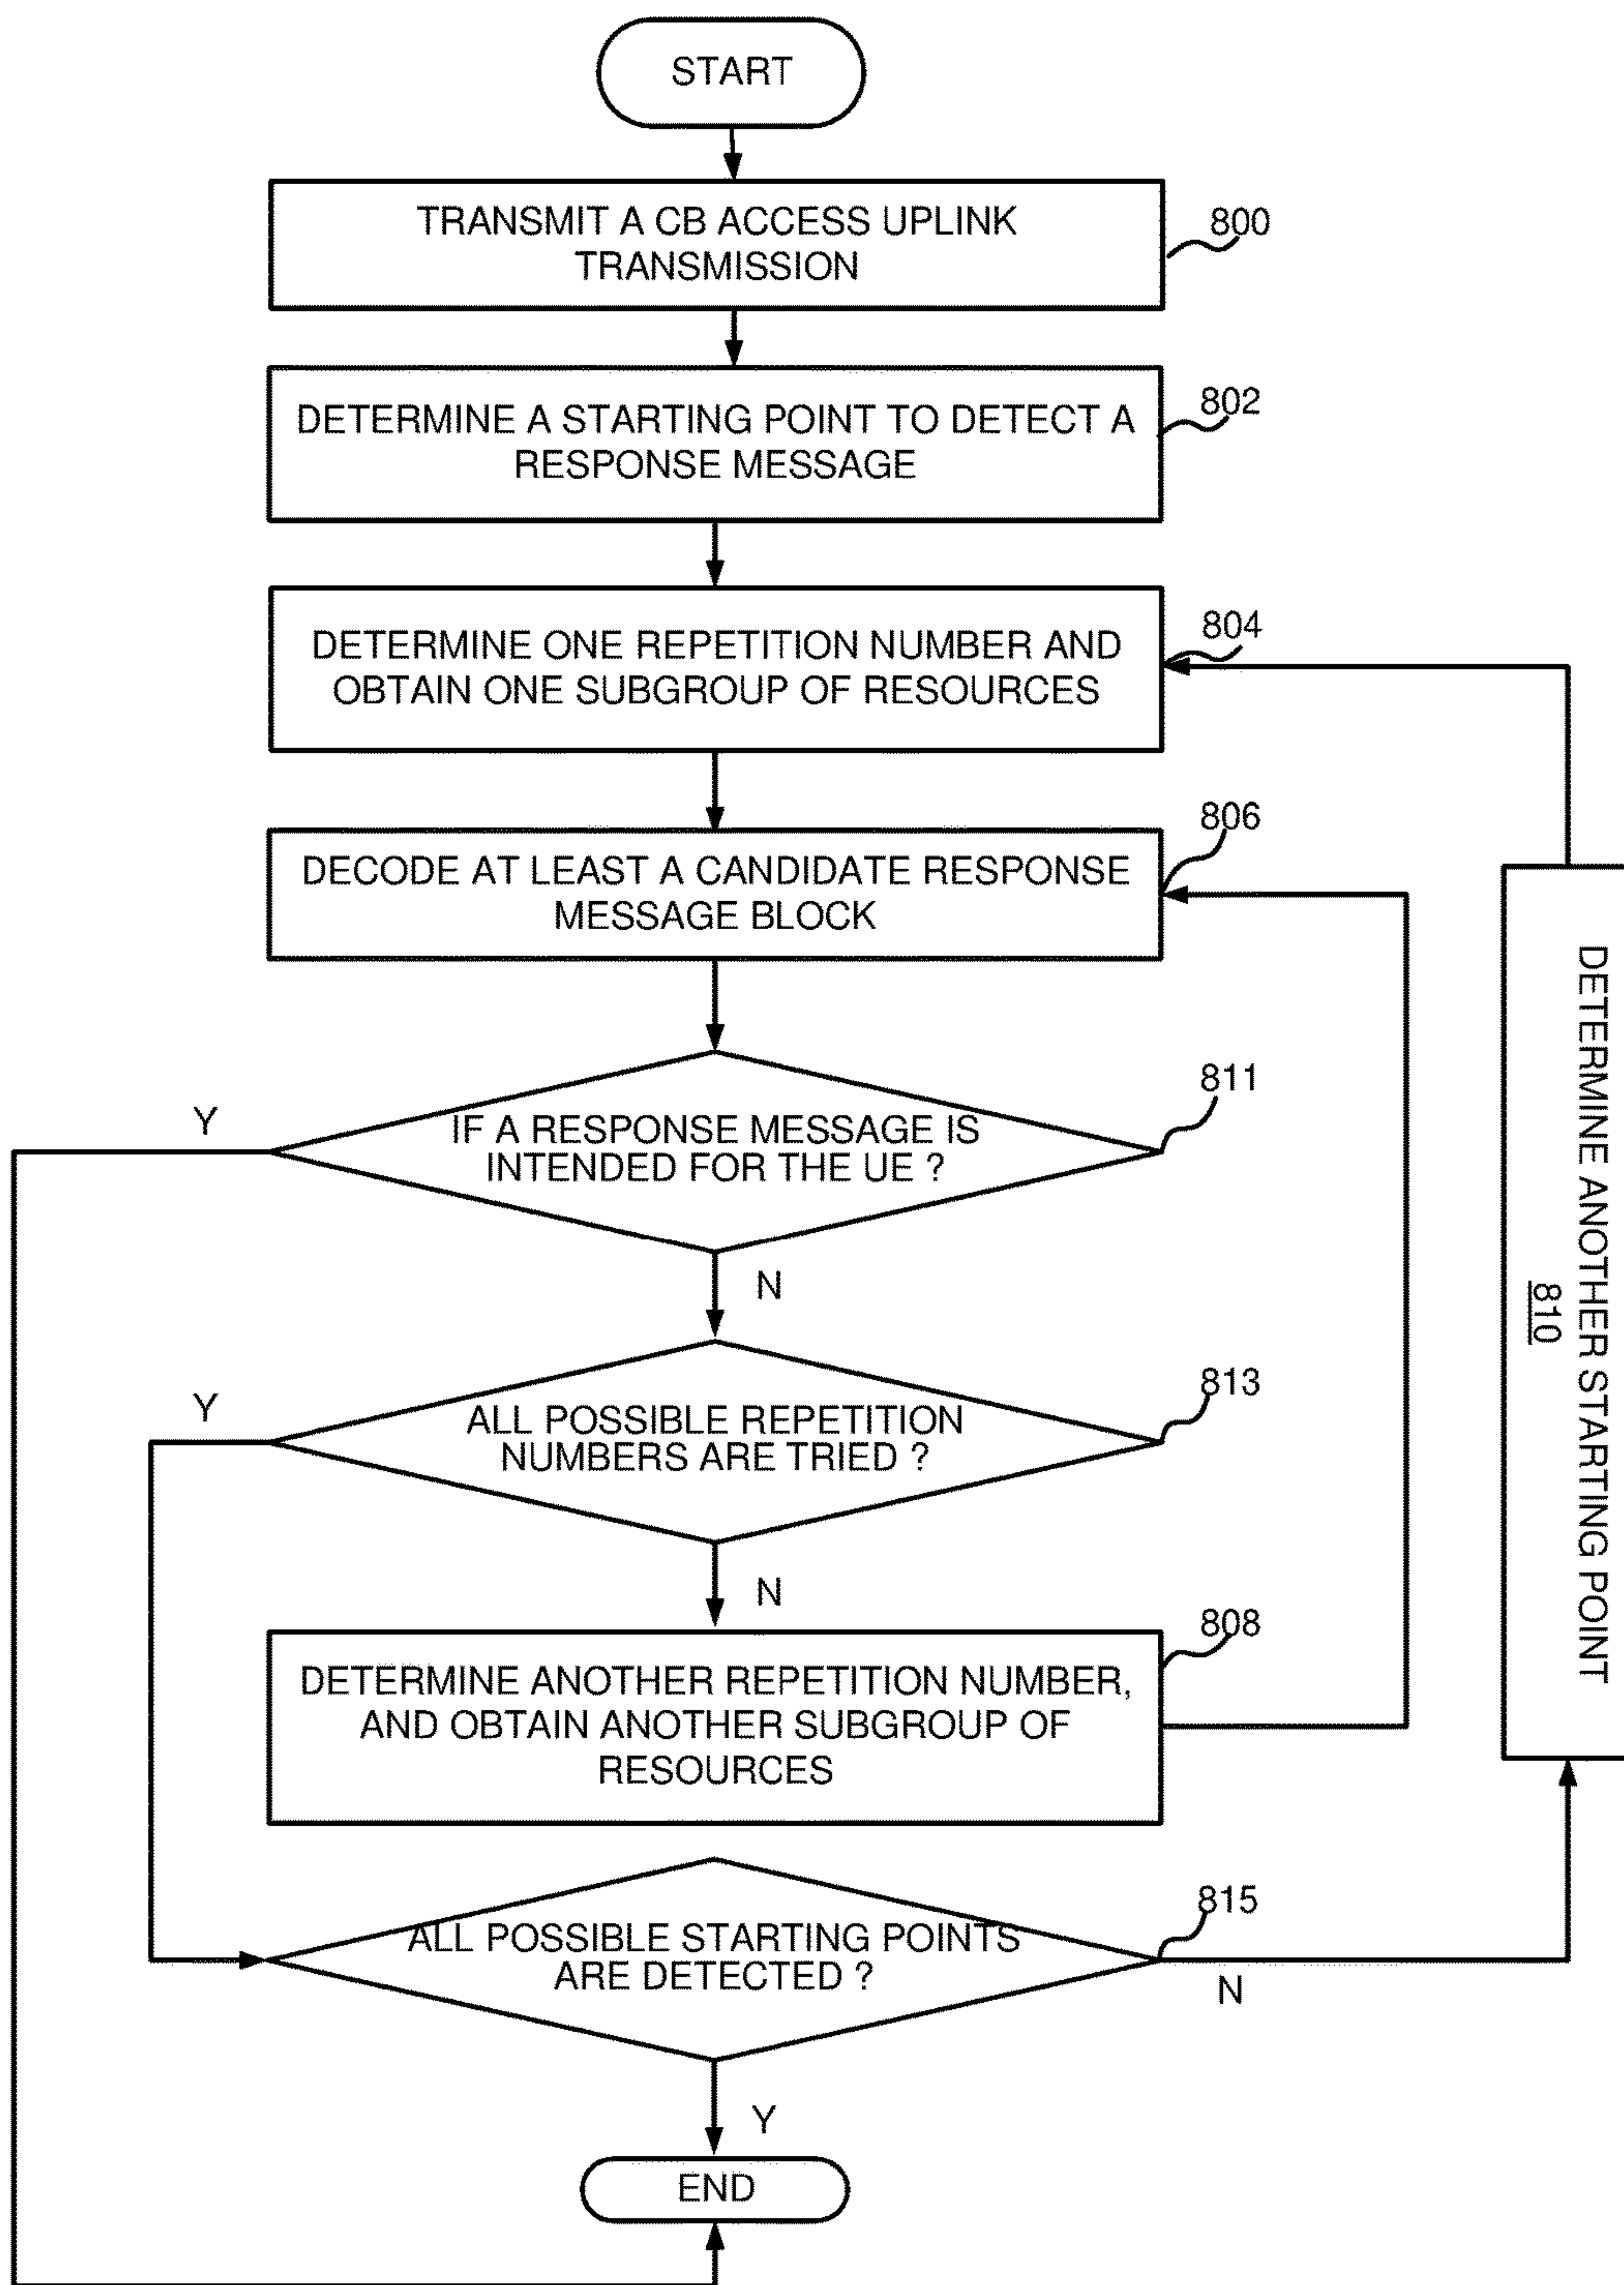 START
TRANSMIT A CB ACCESS UPLINK
TRANSMISSION
800
DETERMINE A STARTING POINT TO DETECT A
RESPONSE MESSAGE
802
DETERMINE ONE REPETITION NUMBER AND
OBTAIN ONE SUBGROUP OF RESOURCES
804
DECODE AT LEAST A CANDIDATE RESPONSE
MESSAGE BLOCK
806
IF A RESPONSE MESSAGE IS
INTENDED FOR THE UE ?
811
Y
N
ALL POSSIBLE REPETITION
NUMBERS ARE TRIED ?
813
Y
N
DETERMINE ANOTHER REPETITION NUMBER,
AND OBTAIN ANOTHER SUBGROUP OF
RESOURCES
808
DETERMINE ANOTHER STARTING POINT
810
ALL POSSIBLE STARTING POINTS
ARE DETECTED ?
815
N
Y
END